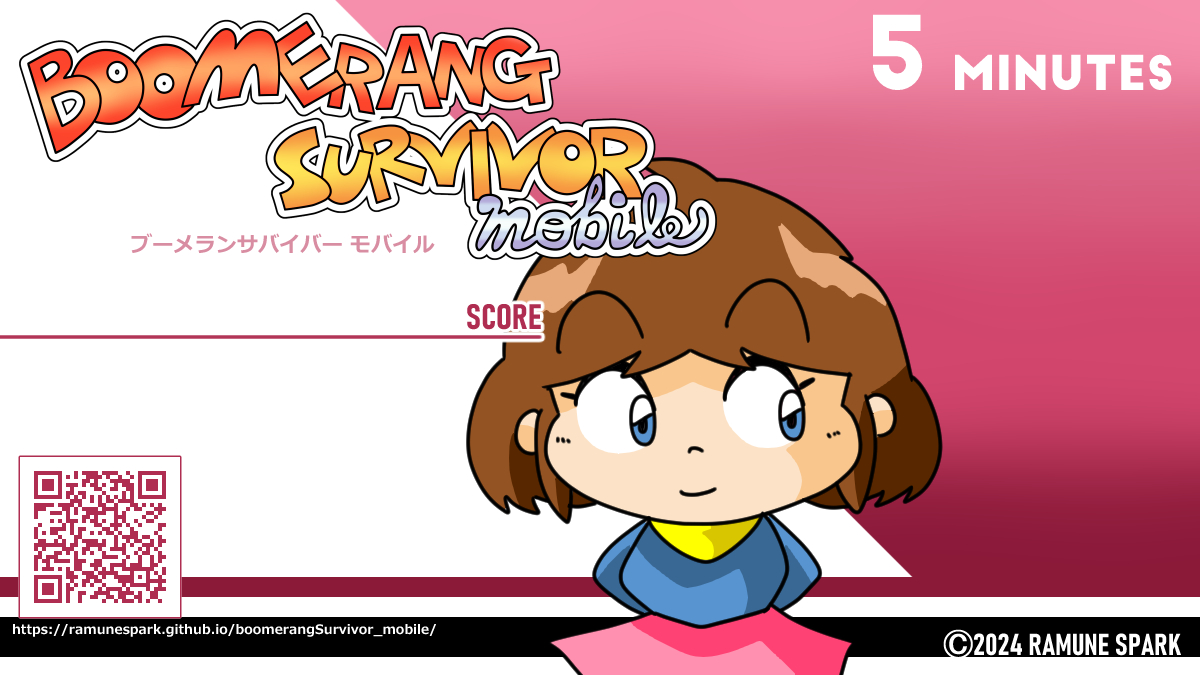 BOOMERANG
SURVIVOR
mobile
ブーメランサバイバー モバイル
5 MINUTES
SCORE
https://ramunespark.github.io/boomerangSurvivor_mobile/
©2024 RAMUNE SPARK